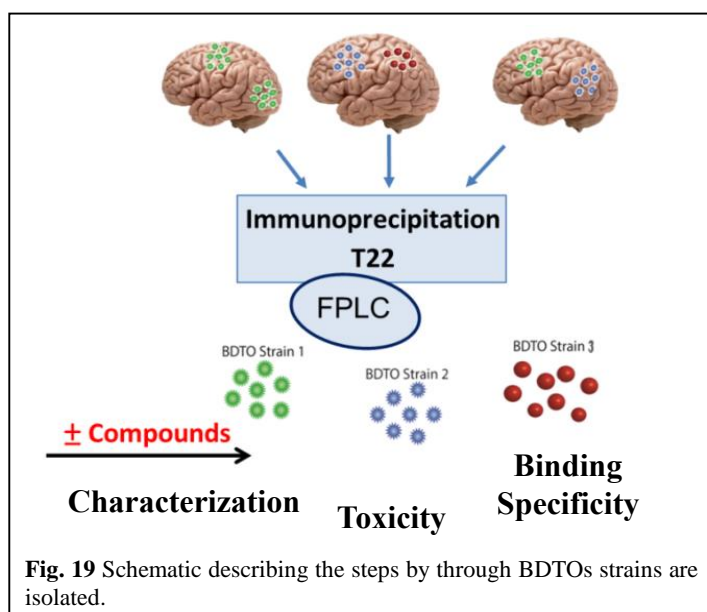 Immunoprecipitation
T22
FPLC
BDTO Strain 1
BDTO Strain 2
BDTO Strain 3
± Compounds
Characterization
Toxicity
Binding
Specificity
Fig. 19 Schematic describing the steps by through BDTOs strains are
isolated.